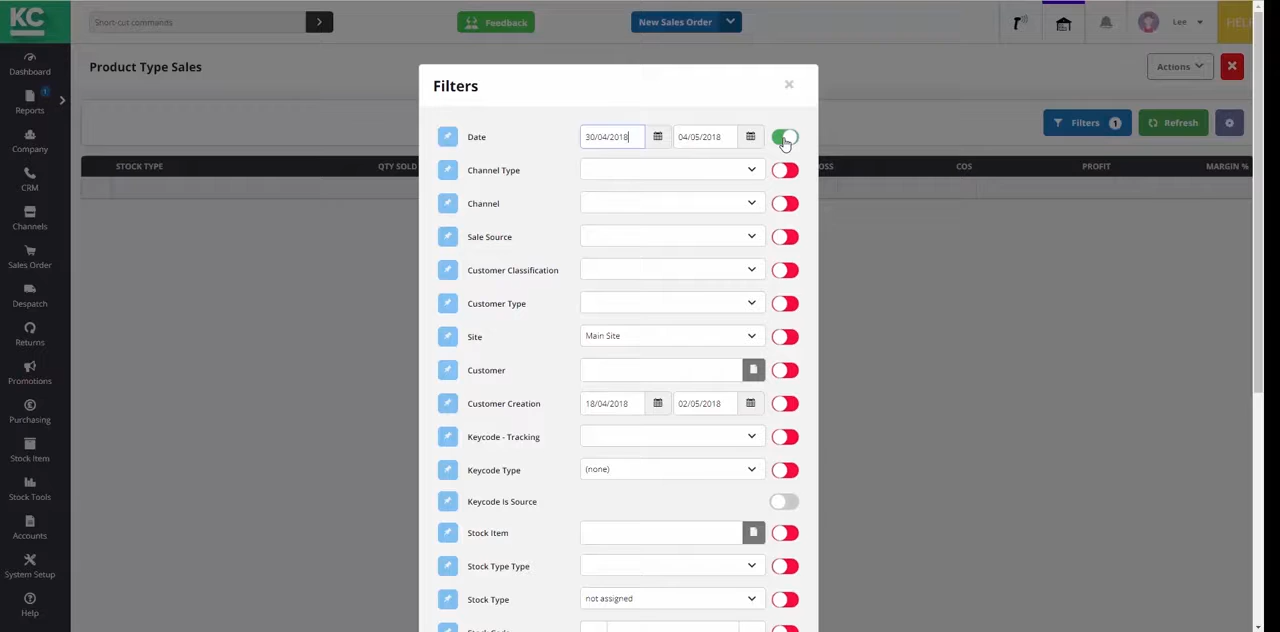 KC
Short-cut commands
Feedback
New Sales Order
Lee
Product Type Sales
Actions
Filters 1
Refresh
STOCK TYPE
QTY SOLD
OSS
COS
PROFIT
MARGIN %
Dashboard
Reports
1
Company
CRM
Channels
Sales Order
Despatch
Returns
Promotions
Purchasing
Stock Item
Stock Tools
Accounts
System Setup
Help
Filters
Date 30/04/2018 04/05/2018
Channel Type
Channel
Sale Source
Customer Classification
Customer Type
Site Main Site
Customer
Customer Creation 18/04/2018 02/05/2018
Keycode - Tracking
Keycode Type (none)
Keycode Is Source
Stock Item
Stock Type Type
Stock Type not assigned